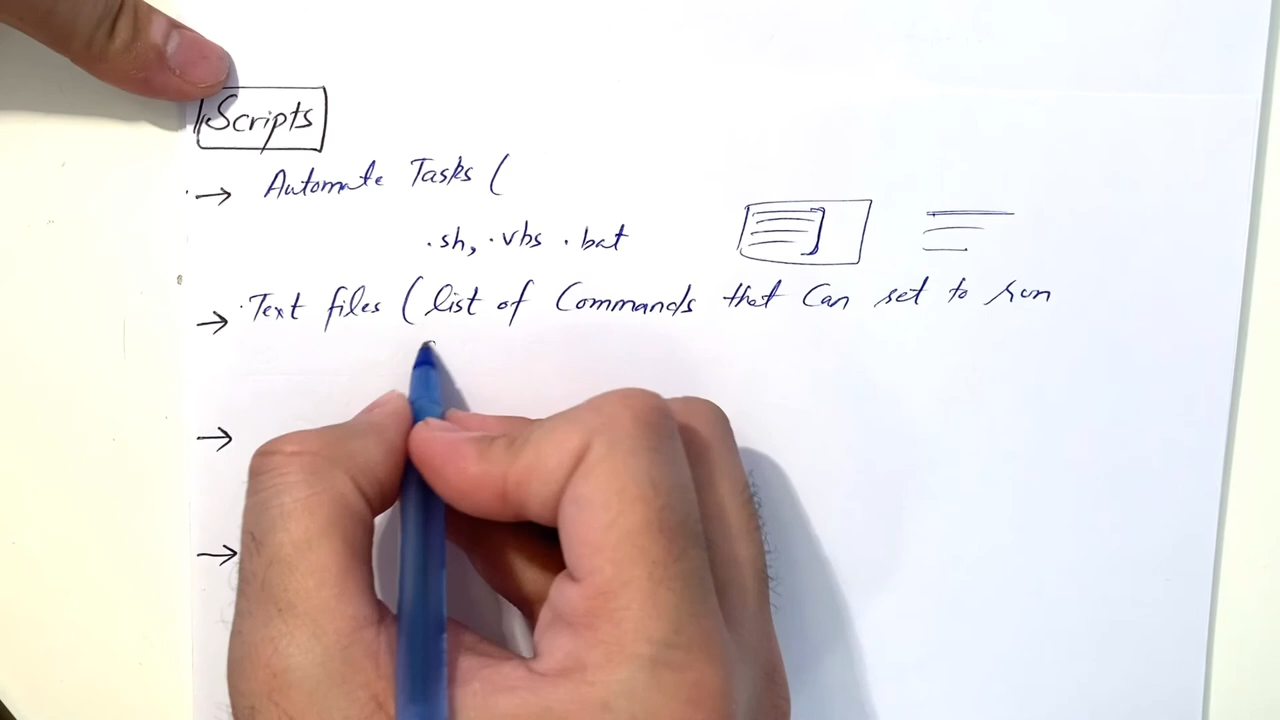 Scripts
→ Automate Tasks (
.sh, .vbs .bat
→ Text files (list of Commands that Can set to run
→
→